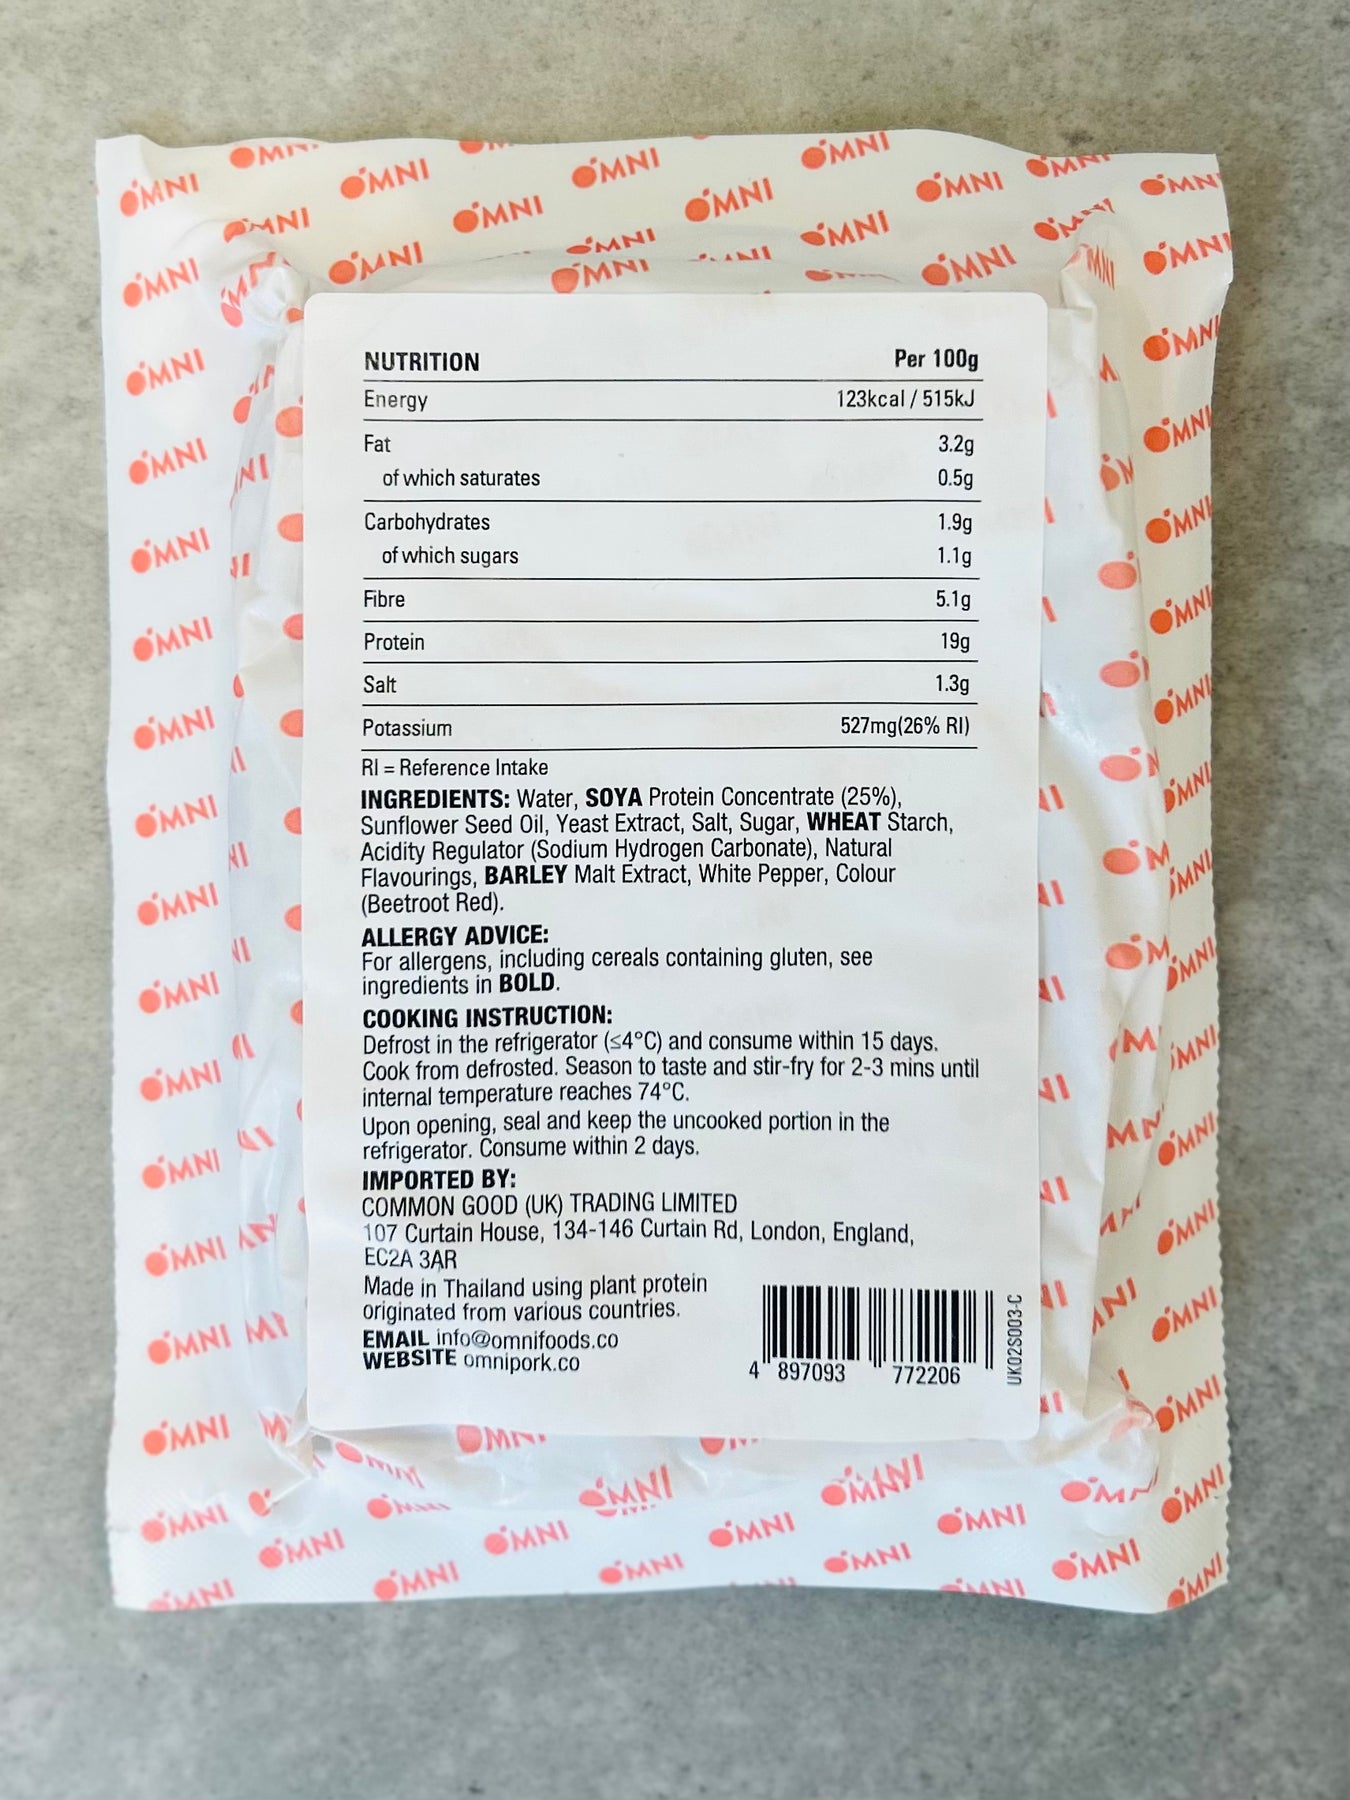 OMNI
NUTRITION Per 100g
Energy 123kcal / 515kJ
Fat 3.2g
of which saturates 0.5g
Carbohydrates 1.9g
of which sugars 1.1g
Fibre 5.1g
Protein 19g
Salt 1.3g
Potassium 527mg(26% RI)
RI = Reference Intake
INGREDIENTS: Water, SOYA Protein Concentrate (25%),
Sunflower Seed Oil, Yeast Extract, Salt, Sugar, WHEAT Starch,
Acidity Regulator (Sodium Hydrogen Carbonate), Natural
Flavourings, BARLEY Malt Extract, White Pepper, Colour
(Beetroot Red).
ALLERGY ADVICE:
For allergens, including cereals containing gluten, see
ingredients in BOLD.
COOKING INSTRUCTION:
Defrost in the refrigerator (≤4°C) and consume within 15 days.
Cook from defrosted. Season to taste and stir-fry for 2-3 mins until
internal temperature reaches 74°C.
Upon opening, seal and keep the uncooked portion in the
refrigerator. Consume within 2 days.
IMPORTED BY:
COMMON GOOD (UK) TRADING LIMITED
107 Curtain House, 134-146 Curtain Rd, London, England,
EC2A 3AR
Made in Thailand using plant protein
originated from various countries.
EMAIL info@omnifoods.co
WEBSITE omnipork.co
4 897093 772206
UK02S003-C